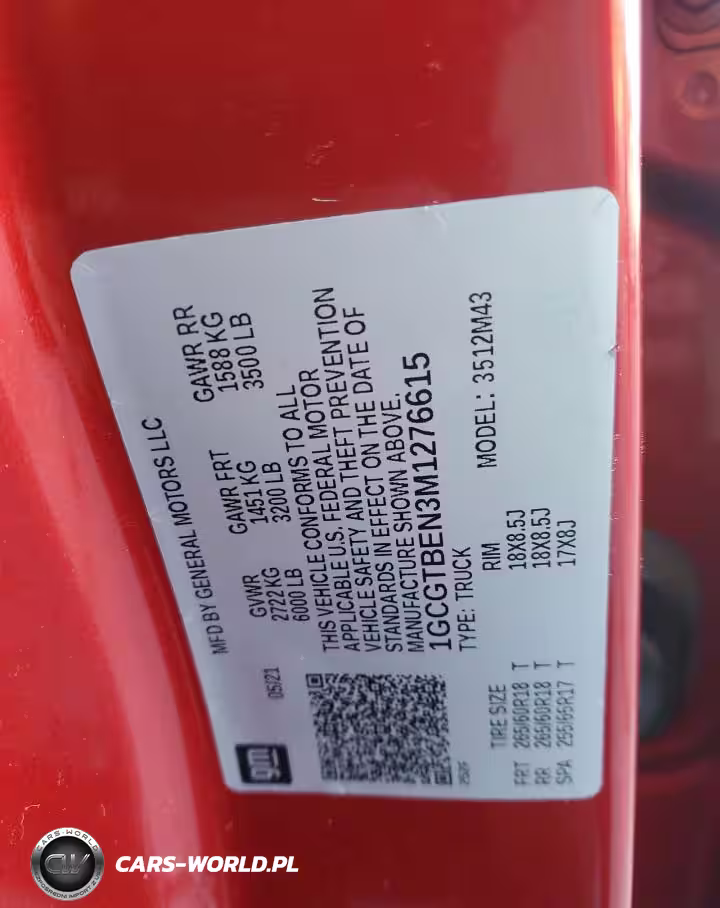 gm
05/21
MFD BY GENERAL MOTORS LLC
GVWR GAWR FRT GAWR RR
2722 KG 1451 KG 1588 KG
6000 LB 3200 LB 3500 LB
THIS VEHICLE CONFORMS TO ALL
APPLICABLE U.S. FEDERAL MOTOR
VEHICLE SAFETY AND THEFT PREVENTION
STANDARDS IN EFFECT ON THE DATE OF
MANUFACTURE SHOWN ABOVE.
1GCGTBEN3M1276615
TYPE: TRUCK MODEL: 3512M43
TIRE SIZE RIM
FRT 265/60R18 T 18X8.5J
RR 265/60R18 T 18X8.5J
SPA 255/65R17 T 17X8J
CARS-WORLD
CW
CARS-WORLD.PL